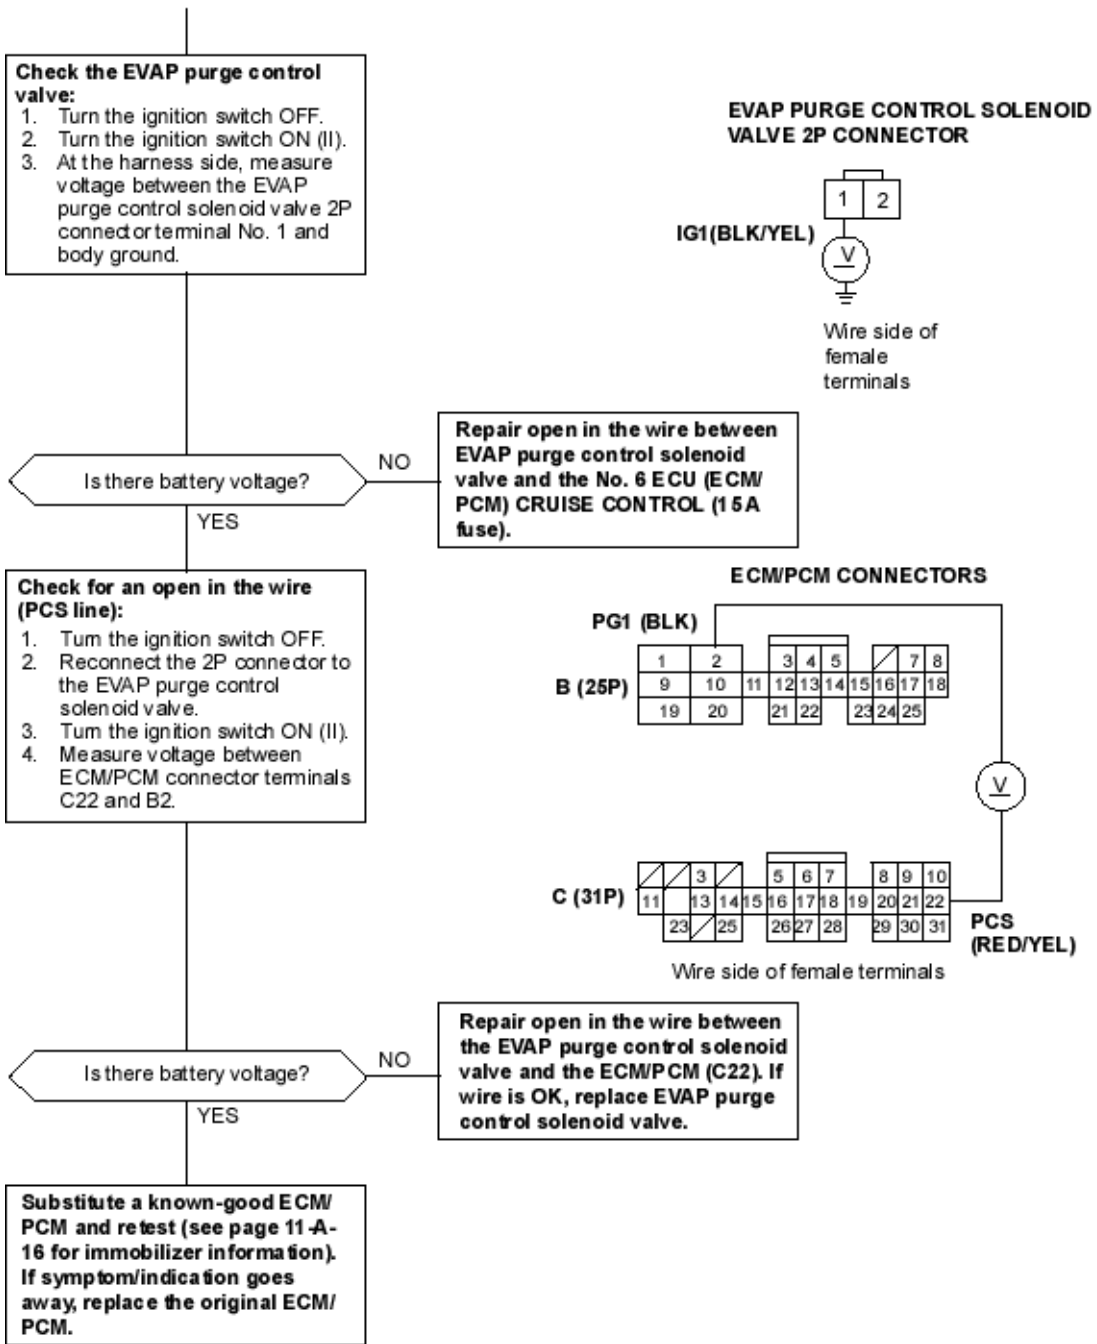 Check the EVAP purge control
valve:
1. Turn the ignition switch OFF.
2. Turn the ignition switch ON (II).
3. At the harness side, measure
voltage between the EVAP
purge control solenoid valve 2P
connector terminal No. 1 and
body ground.
EVAP PURGE CONTROL SOLENOID
VALVE 2P CONNECTOR
1 2
IG1(BLK/YEL)
V
Wire side of
female
terminals
Is there battery voltage?
NO
YES
Repair open in the wire between
EVAP purge control solenoid
valve and the No. 6 ECU (ECM/
PCM) CRUISE CONTROL (15A
fuse).
Check for an open in the wire
(PCS line):
1. Turn the ignition switch OFF.
2. Reconnect the 2P connector to
the EVAP purge control
solenoid valve.
3. Turn the ignition switch ON (II).
4. Measure voltage between
ECM/PCM connector terminals
C22 and B2.
ECM/PCM CONNECTORS
PG1 (BLK)
B (25P)
1 2 3 4 5 7 8
9 10 11 12 13 14 15 16 17 18
19 20 21 22 23 24 25
V
C (31P)
3 5 6 7 8 9 10
11 13 14 15 16 17 18 19 20 21 22
23 25 26 27 28 29 30 31
PCS
(RED/YEL)
Wire side of female terminals
Is there battery voltage?
NO
YES
Repair open in the wire between
the EVAP purge control solenoid
valve and the ECM/PCM (C22). If
wire is OK, replace EVAP purge
control solenoid valve.
Substitute a known-good ECM/
PCM and retest (see page 11-A-
16 for immobilizer information).
If symptom/indication goes
away, replace the original ECM/
PCM.